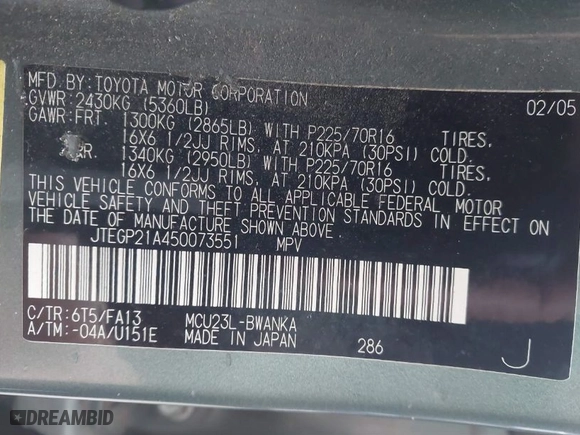 MFD. BY: TOYOTA MOTOR CORPORATION 02/05
GVWR: 2430KG (5360LB)
GAWR: FRT. 1300KG (2865LB) WITH P225/70R16 TIRES,
16X6 1/2JJ RIMS, AT 210KPA (30PSI) COLD.
RR. 1340KG (2950LB) WITH P225/70R16 TIRES,
16X6 1/2JJ RIMS, AT 210KPA (30PSI) COLD.
THIS VEHICLE CONFORMS TO ALL APPLICABLE FEDERAL MOTOR
VEHICLE SAFETY AND THEFT PREVENTION STANDARDS IN EFFECT ON
THE DATE OF MANUFACTURE SHOWN ABOVE.
JTEGP21A450073551 MPV
C/TR: 6T5/FA13 MCU23L-BWANKA
A/TM: -04A/U151E MADE IN JAPAN 286 J
DREAMBID